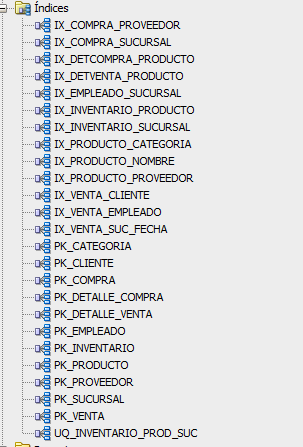 Índices
IX_COMPRA_PROVEEDOR
IX_COMPRA_SUCURSAL
IX_DETCOMPRA_PRODUCTO
IX_DETVENTA_PRODUCTO
IX_EMPLEADO_SUCURSAL
IX_INVENTARIO_PRODUCTO
IX_INVENTARIO_SUCURSAL
IX_PRODUCTO_CATEGORIA
IX_PRODUCTO_NOMBRE
IX_PRODUCTO_PROVEEDOR
IX_VENTA_CLIENTE
IX_VENTA_EMPLEADO
IX_VENTA_SUC_FECHA
PK_CATEGORIA
PK_CLIENTE
PK_COMPRA
PK_DETALLE_COMPRA
PK_DETALLE_VENTA
PK_EMPLEADO
PK_INVENTARIO
PK_PRODUCTO
PK_PROVEEDOR
PK_SUCURSAL
PK_VENTA
UQ_INVENTARIO_PROD_SUC